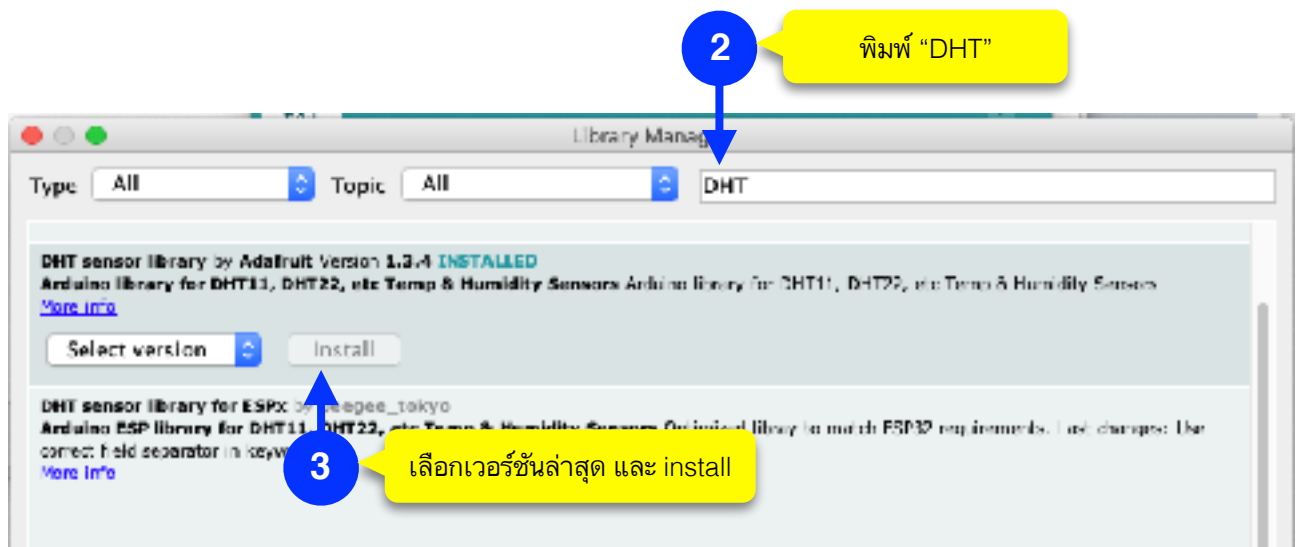 2
พิมพ์ “DHT”
Library Manag
Type All Topic All DHT
DHT sensor library by Adafruit Version 1.3.4 INSTALLED
Arduino library for DHT11, DHT22, etc Temp & Humidity Sensors Arduino library for DHT11, DHT22, etc Temp & Humidity Sensors
More info
Select version Install
DHT sensor library for ESPx by beegee_tokyo
Arduino ESP library for DHT11, DHT22, etc Temp & Humidity Sensors Optimized libray to match ESP32 requirements. Last changes: Use
correct field separator in keyw
More info
3
เลือกเวอร์ชันล่าสุด และ install